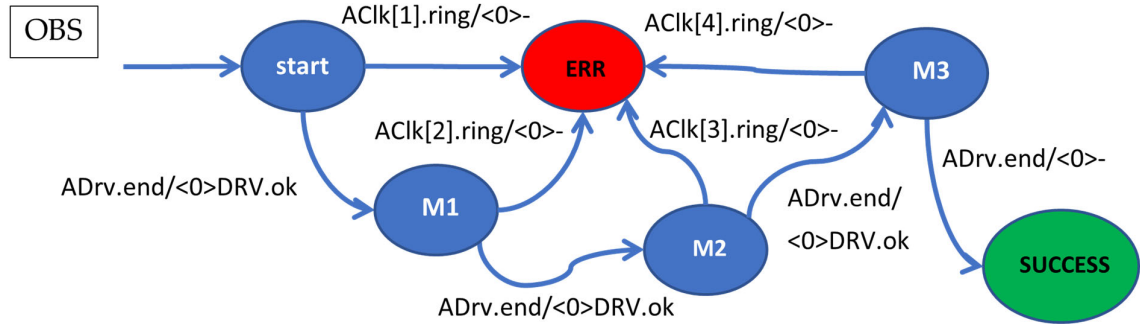 OBS
AClk[1].ring/<0>-
AClk[4].ring/<0>-
start
ERR
M3
AClk[2].ring/<0>-
AClk[3].ring/<0>-
ADrv.end/<0>-
ADrv.end/<0>DRV.ok
M1
ADrv.end/
<0>DRV.ok
M2
SUCCESS
ADrv.end/<0>DRV.ok